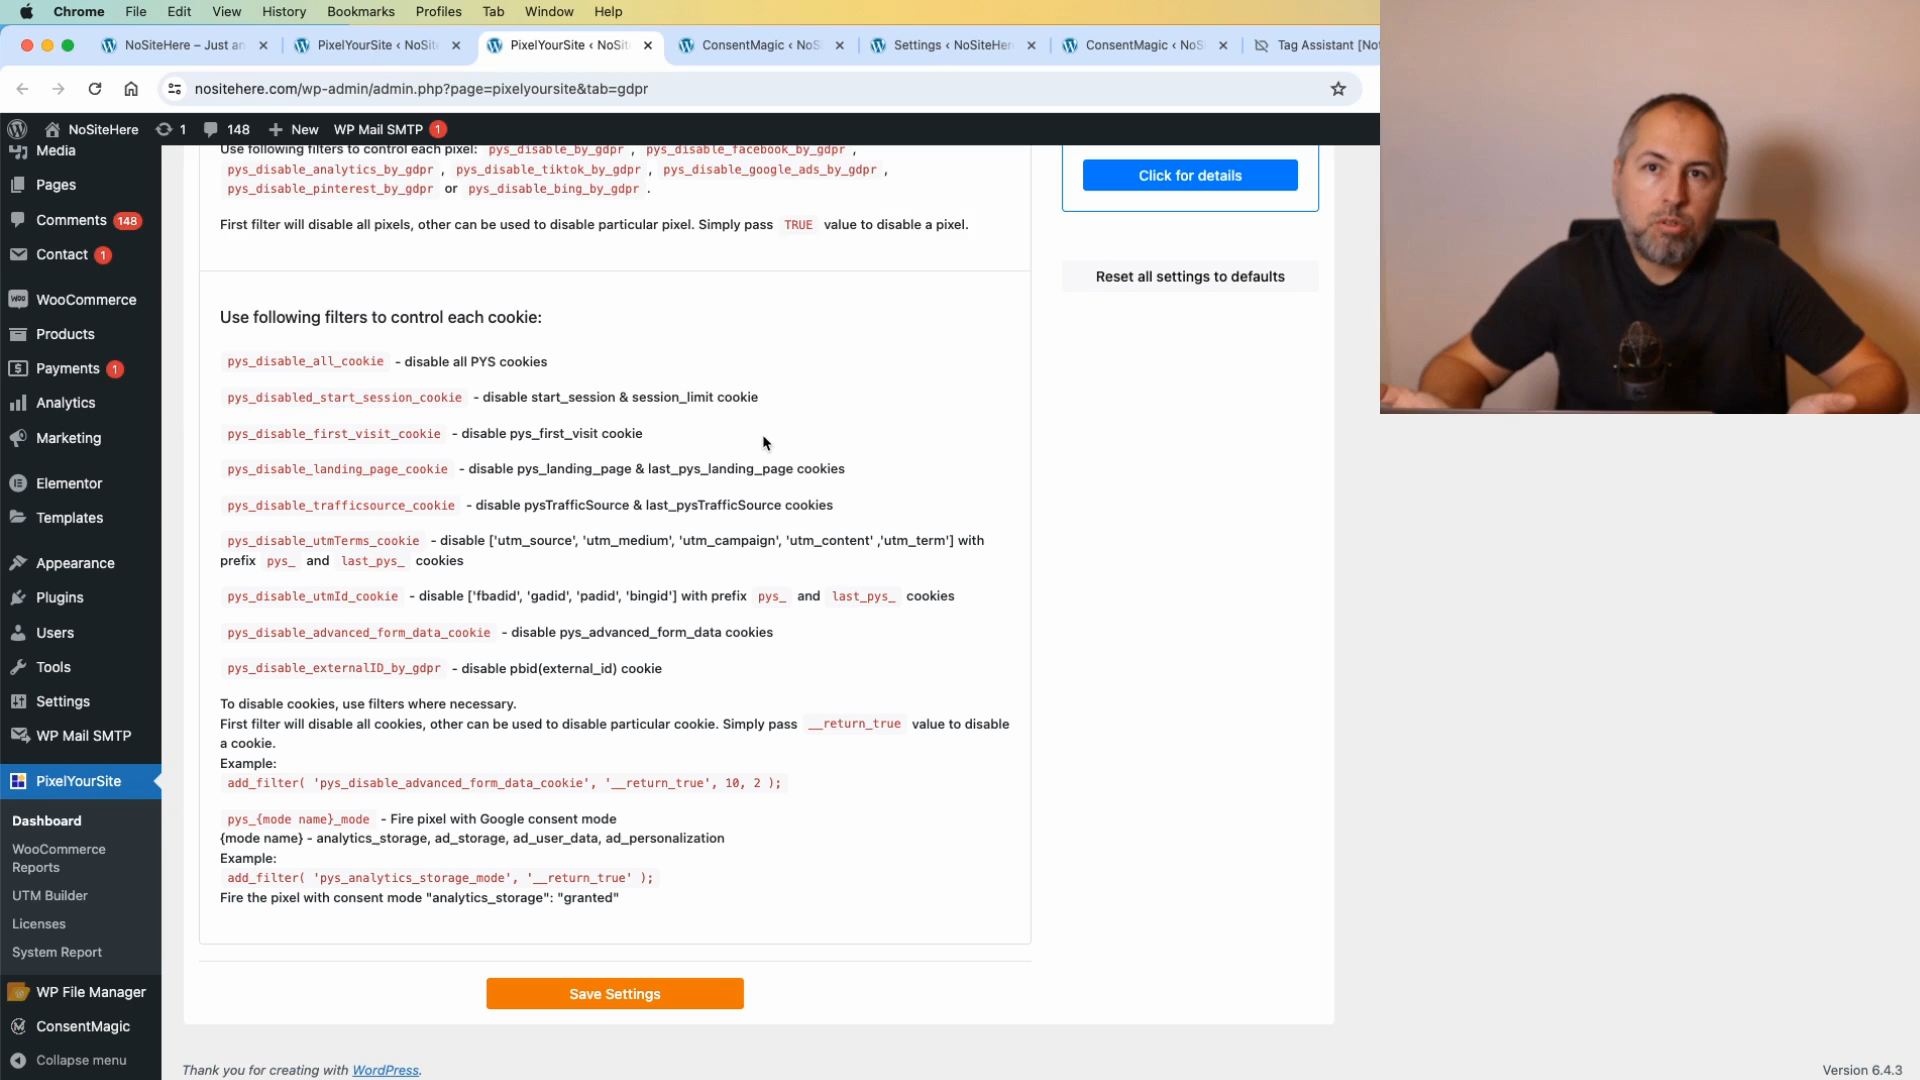 Chrome File Edit View History Bookmarks Profiles Tab Window Help
NoSiteHere – Just an
PixelYourSite ‹ NoSite
PixelYourSite ‹ NoSit
ConsentMagic ‹ NoS
Settings ‹ NoSiteHer
ConsentMagic ‹ NoS
Tag Assistant [Not
nositehere.com/wp-admin/admin.php?page=pixelyoursite&tab=gdpr
NoSiteHere 1 148 New WP Mail SMTP 1
Media
Pages
Comments 148
Contact 1
WooCommerce
Products
Payments 1
Analytics
Marketing
Elementor
Templates
Appearance
Plugins
Users
Tools
Settings
WP Mail SMTP
PixelYourSite
Dashboard
WooCommerce
Reports
UTM Builder
Licenses
System Report
WP File Manager
ConsentMagic
Collapse menu
Use following filters to control each pixel: pys_disable_by_gdpr , pys_disable_facebook_by_gdpr ,
pys_disable_analytics_by_gdpr , pys_disable_tiktok_by_gdpr , pys_disable_google_ads_by_gdpr ,
pys_disable_pinterest_by_gdpr or pys_disable_bing_by_gdpr .
First filter will disable all pixels, other can be used to disable particular pixel. Simply pass TRUE value to disable a pixel.
Use following filters to control each cookie:
pys_disable_all_cookie - disable all PYS cookies
pys_disabled_start_session_cookie - disable start_session & session_limit cookie
pys_disable_first_visit_cookie - disable pys_first_visit cookie
pys_disable_landing_page_cookie - disable pys_landing_page & last_pys_landing_page cookies
pys_disable_trafficsource_cookie - disable pysTrafficSource & last_pysTrafficSource cookies
pys_disable_utmTerms_cookie - disable ['utm_source', 'utm_medium', 'utm_campaign', 'utm_content' ,'utm_term'] with
prefix pys_ and last_pys_ cookies
pys_disable_utmId_cookie - disable ['fbadid', 'gadid', 'padid', 'bingid'] with prefix pys_ and last_pys_ cookies
pys_disable_advanced_form_data_cookie - disable pys_advanced_form_data cookies
pys_disable_externalID_by_gdpr - disable pbid(external_id) cookie
To disable cookies, use filters where necessary.
First filter will disable all cookies, other can be used to disable particular cookie. Simply pass __return_true value to disable
a cookie.
Example:
add_filter( 'pys_disable_advanced_form_data_cookie', '__return_true', 10, 2 );
pys_{mode name}_mode - Fire pixel with Google consent mode
{mode name} - analytics_storage, ad_storage, ad_user_data, ad_personalization
Example:
add_filter( 'pys_analytics_storage_mode', '__return_true' );
Fire the pixel with consent mode "analytics_storage": "granted"
Save Settings
Click for details
Reset all settings to defaults
Thank you for creating with WordPress.
Version 6.4.3